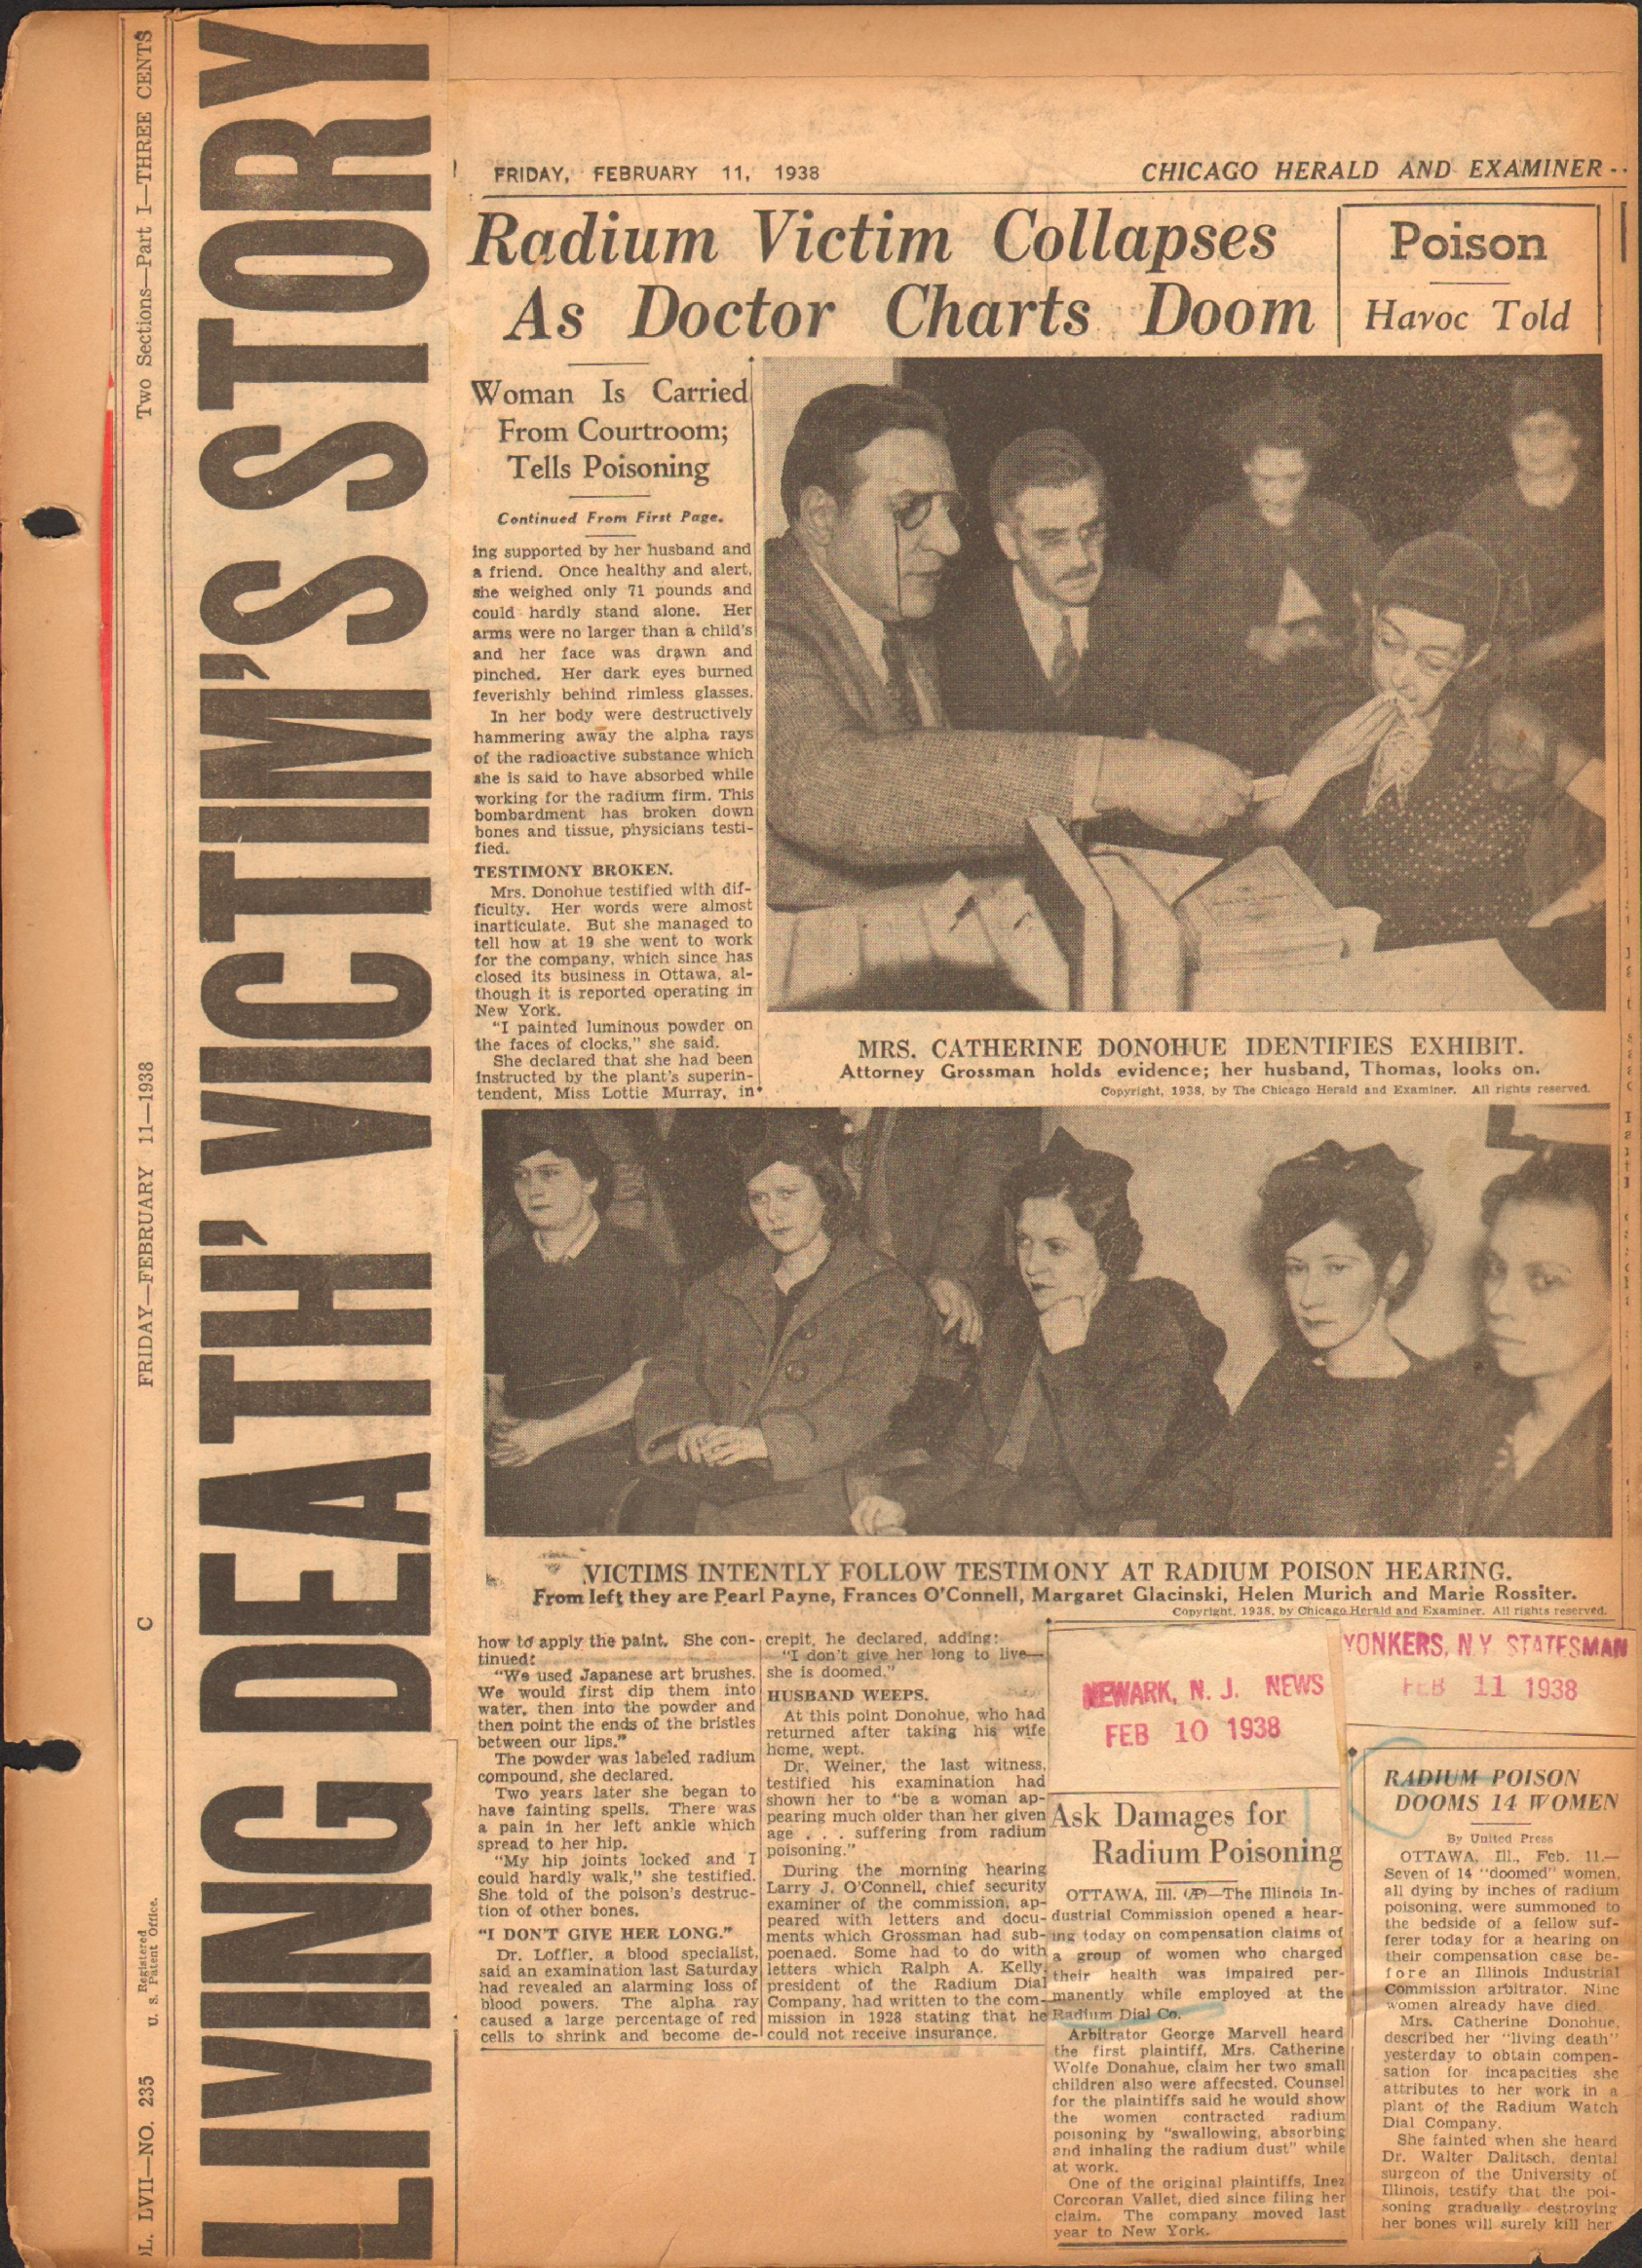 Two Sections—Part I—THREE CENTS
FRIDAY—FEBRUARY 11—1938
C
Registered
U. S. Patent Office.
LVII—NO. 235
LIVING DEATH' VICTIM'S STORY
FRIDAY, FEBRUARY 11, 1938
CHICAGO HERALD AND EXAMINER
Radium Victim Collapses
As Doctor Charts Doom
Poison
Havoc Told
Woman Is Carried
From Courtroom;
Tells Poisoning
Continued From First Page.
ing supported by her husband and
a friend. Once healthy and alert,
she weighed only 71 pounds and
could hardly stand alone. Her
arms were no larger than a child's
and her face was drawn and
pinched. Her dark eyes burned
feverishly behind rimless glasses.
In her body were destructively
hammering away the alpha rays
of the radioactive substance which
she is said to have absorbed while
working for the radium firm. This
bombardment has broken down
bones and tissue, physicians testi-
fied.
TESTIMONY BROKEN.
Mrs. Donohue testified with dif-
ficulty. Her words were almost
inarticulate. But she managed to
tell how at 19 she went to work
for the company, which since has
closed its business in Ottawa, al-
though it is reported operating in
New York.
"I painted luminous powder on
the faces of clocks," she said.
She declared that she had been
instructed by the plant's superin-
tendent, Miss Lottie Murray, in
MRS. CATHERINE DONOHUE IDENTIFIES EXHIBIT.
Attorney Grossman holds evidence; her husband, Thomas, looks on.
Copyright, 1938, by The Chicago Herald and Examiner. All rights reserved.
VICTIMS INTENTLY FOLLOW TESTIMONY AT RADIUM POISON HEARING.
From left they are Pearl Payne, Frances O'Connell, Margaret Glacinski, Helen Murich and Marie Rossiter.
Copyright, 1938, by Chicago Herald and Examiner. All rights reserved.
how to apply the paint. She con-
tinued:
"We used Japanese art brushes.
We would first dip them into
water, then into the powder and
then point the ends of the bristles
between our lips."
The powder was labeled radium
compound, she declared.
Two years later she began to
have fainting spells. There was
a pain in her left ankle which
spread to her hip.
"My hip joints locked and I
could hardly walk," she testified.
She told of the poison's destruc-
tion of other bones.
"I DON'T GIVE HER LONG."
Dr. Loffler, a blood specialist,
said an examination last Saturday
had revealed an alarming loss of
blood powers. The alpha ray
caused a large percentage of red
cells to shrink and become de-
crepit, he declared, adding:
"I don't give her long to live—
she is doomed."
HUSBAND WEEPS.
At this point Donohue, who had
returned after taking his wife
home, wept.
Dr. Weiner, the last witness,
testified his examination had
shown her to "be a woman ap-
pearing much older than her given
age . . . suffering from radium
poisoning."
During the morning hearing
Larry J. O'Connell, chief security
examiner of the commission, ap-
peared with letters and docu-
ments which Grossman had sub-
poenaed. Some had to do with
letters which Ralph A. Kelly,
president of the Radium Dial
Company, had written to the com-
mission in 1928 stating that he
could not receive insurance.
NEWARK, N. J. NEWS
FEB 10 1938
Ask Damages for
Radium Poisoning
OTTAWA, Ill. (AP)—The Illinois In-
dustrial Commission opened a hear-
ing today on compensation claims of
a group of women who charged
their health was impaired per-
manently while employed at the
Radium Dial Co.
Arbitrator George Marvell heard
the first plaintiff, Mrs. Catherine
Wolfe Donahue, claim her two small
children also were affecsted. Counsel
for the plaintiffs said he would show
the women contracted radium
poisoning by "swallowing, absorbing
and inhaling the radium dust" while
at work.
One of the original plaintiffs, Inez
Corcoran Vallet, died since filing her
claim. The company moved last
year to New York.
YONKERS, N.Y. STATESMAN
FEB 11 1938
RADIUM POISON
DOOMS 14 WOMEN
By United Press
OTTAWA, Ill., Feb. 11.—
Seven of 14 "doomed" women,
all dying by inches of radium
poisoning, were summoned to
the bedside of a fellow suf-
ferer today for a hearing on
their compensation case be-
fore an Illinois Industrial
Commission arbitrator. Nine
women already have died.
Mrs. Catherine Donohue,
described her "living death"
yesterday to obtain compen-
sation for incapacities she
attributes to her work in a
plant of the Radium Watch
Dial Company.
She fainted when she heard
Dr. Walter Dalitsch, dental
surgeon of the University of
Illinois, testify that the poi-
soning gradually destroying
her bones will surely kill her